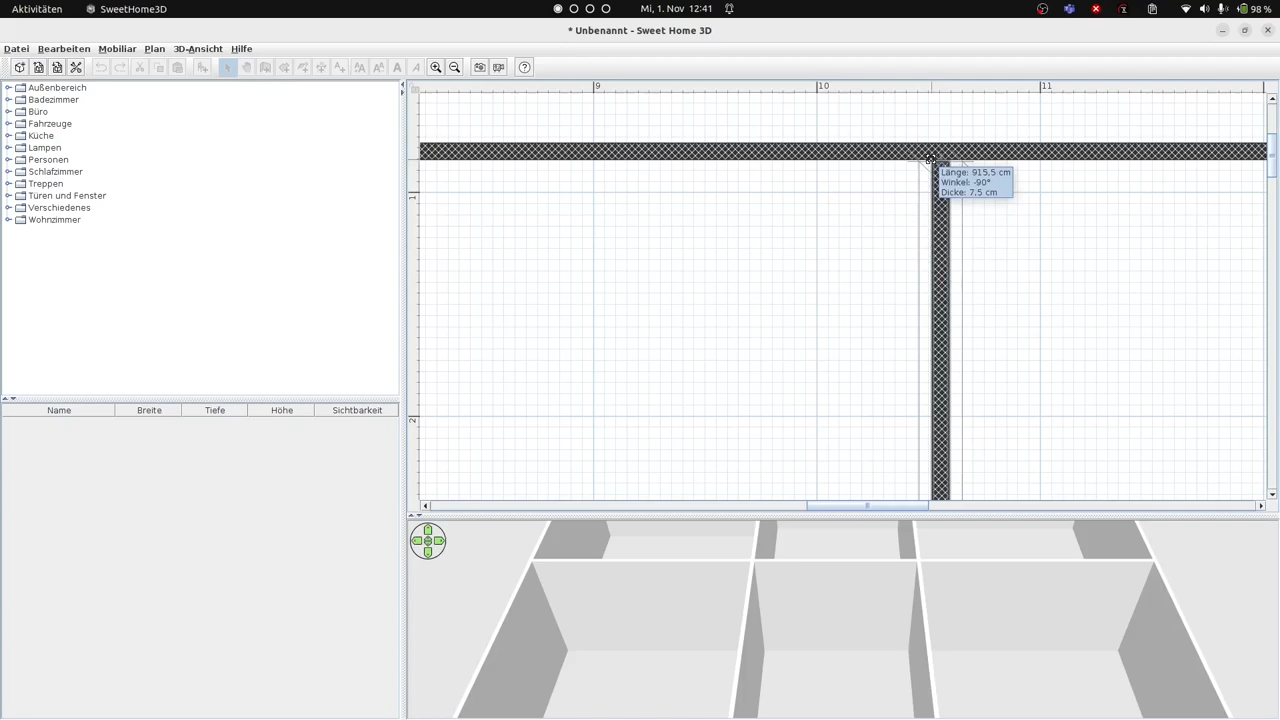 Aktivitäten SweetHome3D Mi, 1. Nov 12:41 98 %
* Unbenannt - Sweet Home 3D
Datei Bearbeiten Mobiliar Plan 3D-Ansicht Hilfe
9 10 11
Außenbereich
Badezimmer
Büro
Fahrzeuge
Küche
Lampen
Personen
Schlafzimmer
Treppen
Türen und Fenster
Verschiedenes
Wohnzimmer
Länge: 915,5 cm
Winkel: -90°
Dicke: 7,5 cm
1
2
Name Breite Tiefe Höhe Sichtbarkeit